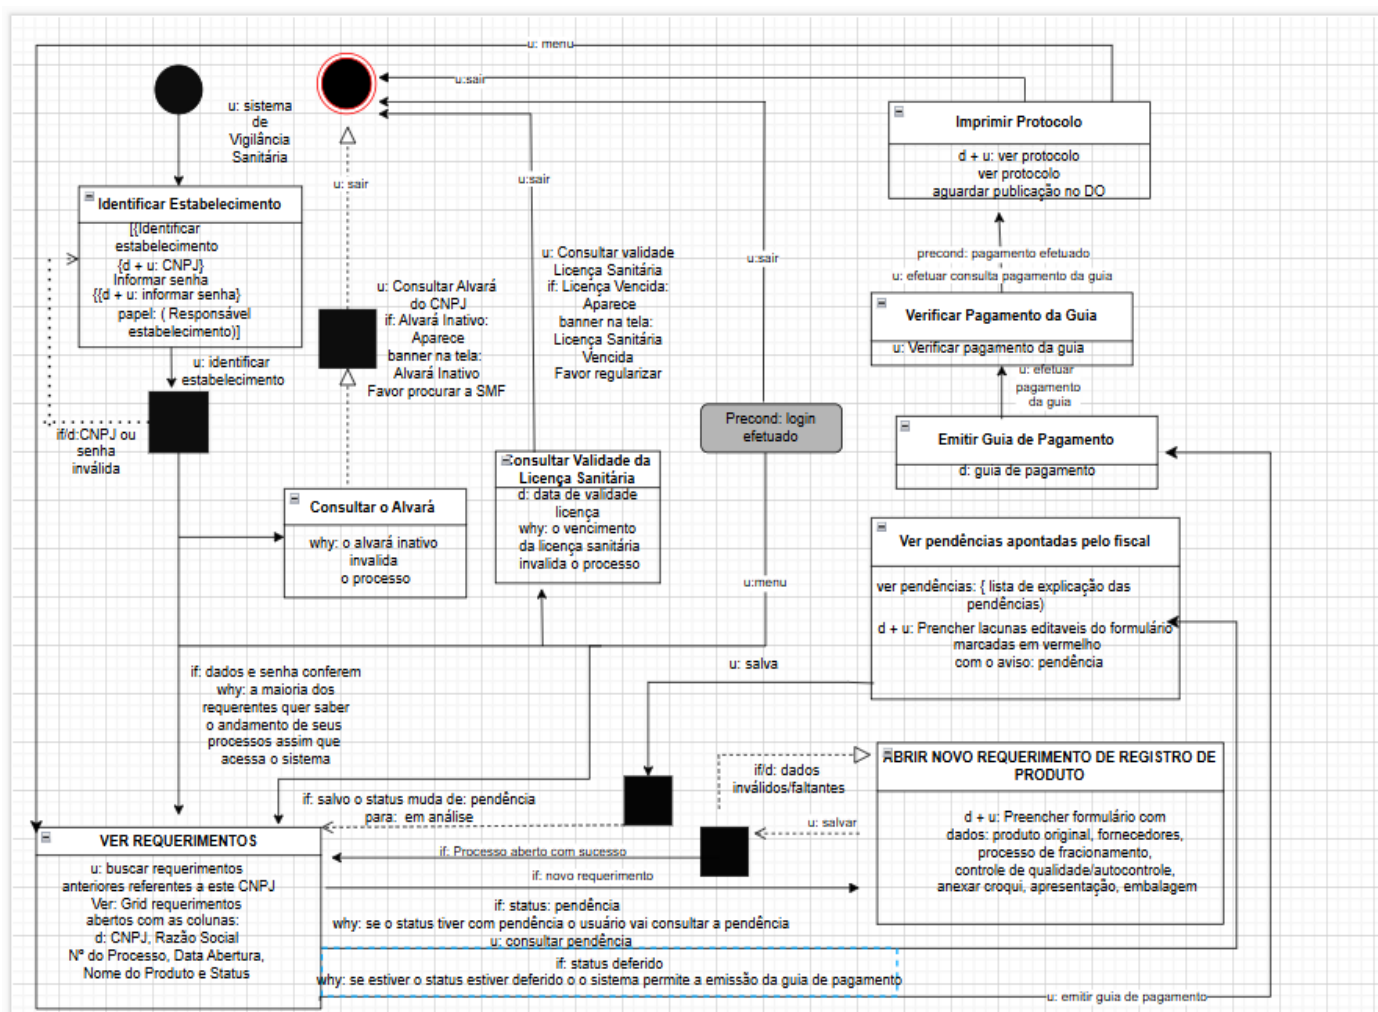 u: menu
u:sair
u: sistema
de
Vigilância
Sanitária
Imprimir Protocolo
d + u: ver protocolo
ver protocolo
aguardar publicação no DO
u: sair
u:sair
Identificar Estabelecimento
[{Identificar
estabelecimento
{d + u: CNPJ}
Informar senha
{{d + u: informar senha}
papel: ( Responsável
estabelecimento)]
u: identificar
estabelecimento
if/d:CNPJ ou
senha
inválida
u: Consultar Alvará
do CNPJ
if: Alvará Inativo:
Aparece
banner na tela:
Alvará Inativo
Favor procurar a SMF
u: Consultar validade
Licença Sanitária
if: Licença Vencida:
Aparece
banner na tela:
Licença Sanitária
Vencida
Favor regularizar
u:sair
precond: pagamento efetuado
u: efetuar consulta pagamento da guia
Verificar Pagamento da Guia
u: Verificar pagamento da guia
u: efetuar
pagamento
da guia
Precond: login
efetuado
Emitir Guia de Pagamento
d: guia de pagamento
Consultar o Alvará
why: o alvará inativo
invalida
o processo
Consultar Validade da
Licença Sanitária
d: data de validade
licença
why: o vencimento
da licença sanitária
invalida o processo
Ver pendências apontadas pelo fiscal
ver pendências: { lista de explicação das
pendências)
d + u: Prencher lacunas editaveis do formulário
marcadas em vermelho
com o aviso: pendência
u:menu
u: salva
if: dados e senha conferem
why: a maioria dos
requerentes quer saber
o andamento de seus
processos assim que
acessa o sistema
ABRIR NOVO REQUERIMENTO DE REGISTRO DE
PRODUTO
d + u: Preencher formulário com
dados: produto original, fornecedores,
processo de fracionamento,
controle de qualidade/autocontrole,
anexar croqui, apresentação, embalagem
if/d: dados
inválidos/faltantes
u: salvar
if: salvo o status muda de: pendência
para: em análise
if: Processo aberto com sucesso
if: novo requerimento
VER REQUERIMENTOS
u: buscar requerimentos
anteriores referentes a este CNPJ
Ver: Grid requerimentos
abertos com as colunas:
d: CNPJ, Razão Social
Nº do Processo, Data Abertura,
Nome do Produto e Status
if: status: pendência
why: se o status tiver com pendência o usuário vai consultar a pendência
u: consultar pendência
if: status deferido
why: se estiver o status estiver deferido o o sistema permite a emissão da guia de pagamento
u: emitir guia de pagamento